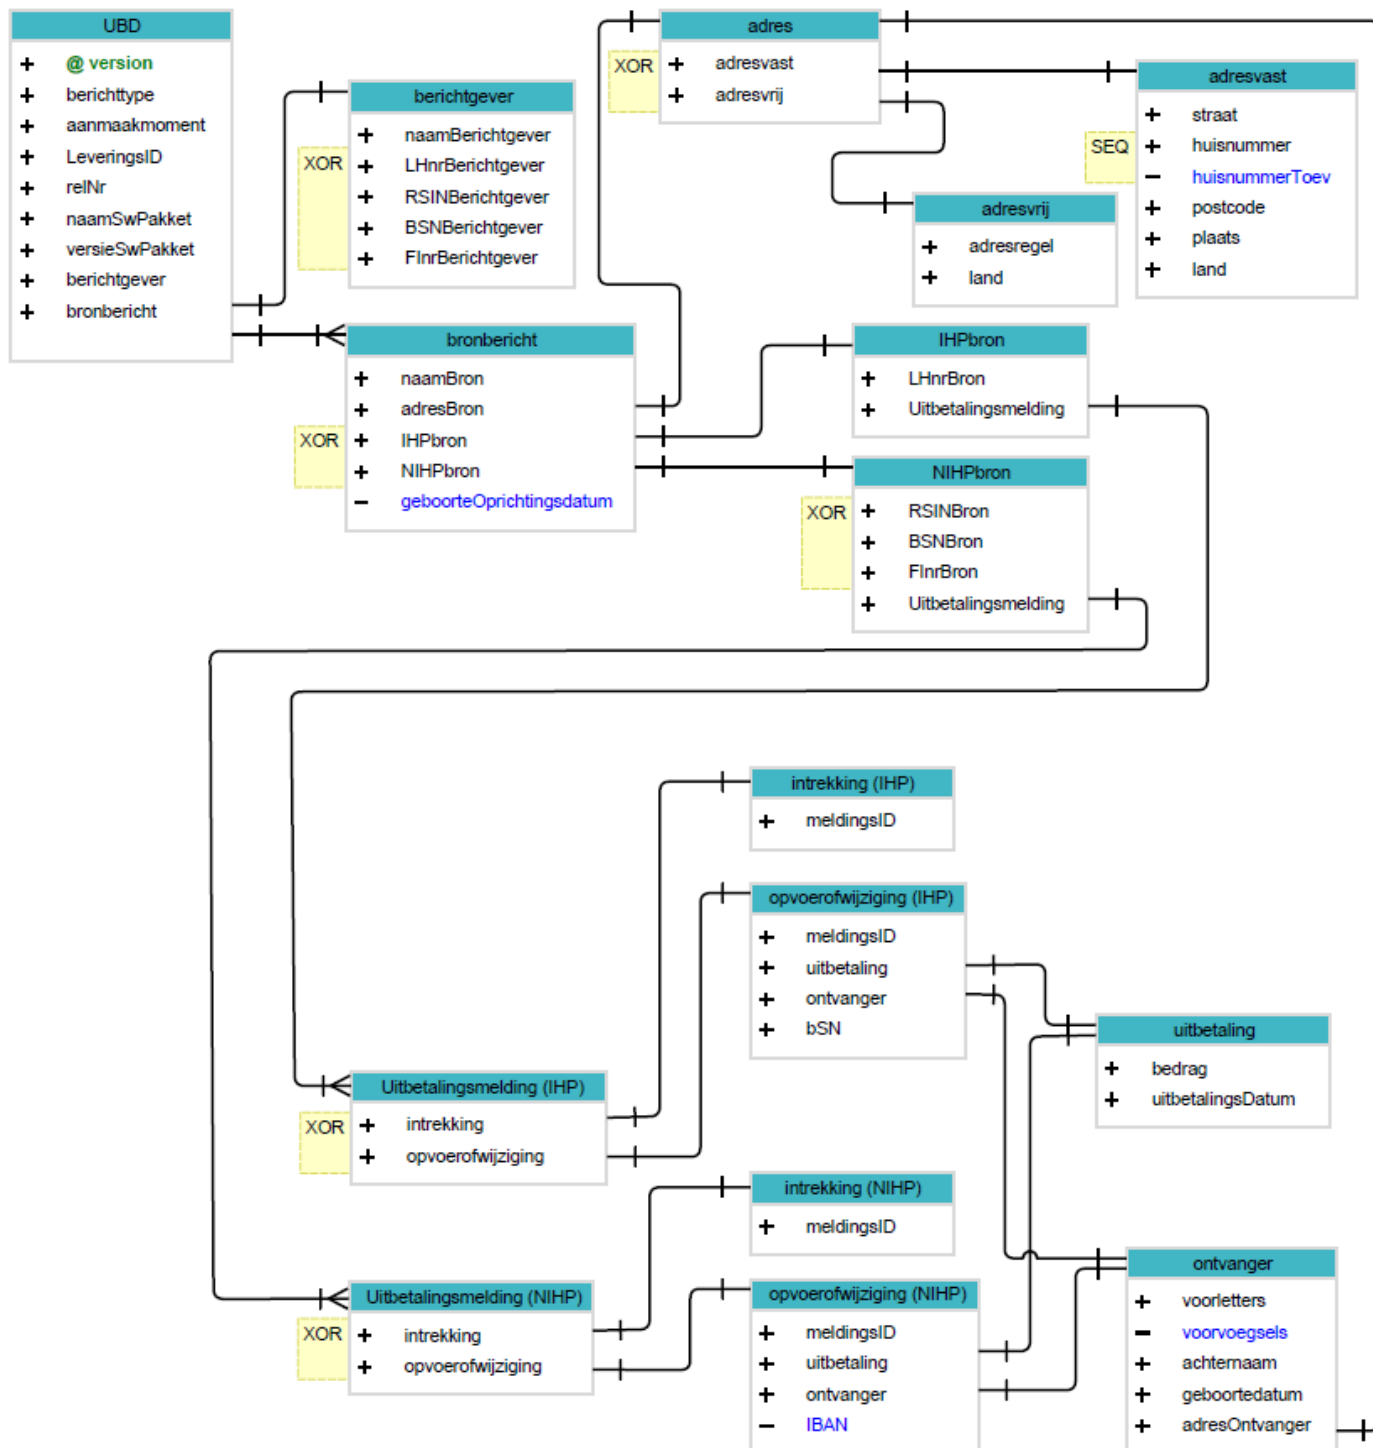 UBD
@ version
berichttype
aanmaakmoment
LeveringsID
relNr
naamSwPakket
versieSwPakket
berichtgever
bronbericht
berichtgever
XOR
naamBerichtgever
LHnrBerichtgever
RSINBerichtgever
BSNBerichtgever
FInrBerichtgever
adres
XOR
adresvast
adresvrij
adresvast
SEQ
straat
huisnummer
huisnummerToev
postcode
plaats
land
adresvrij
adresregel
land
bronbericht
XOR
naamBron
adresBron
IHPbron
NIHPbron
geboorteOprichtingsdatum
IHPbron
LHnrBron
Uitbetalingsmelding
NIHPbron
XOR
RSINBron
BSNBron
FInrBron
Uitbetalingsmelding
intrekking (IHP)
meldingsID
opvoerofwijziging (IHP)
meldingsID
uitbetaling
ontvanger
bSN
uitbetaling
bedrag
uitbetalingsDatum
Uitbetalingsmelding (IHP)
XOR
intrekking
opvoerofwijziging
intrekking (NIHP)
meldingsID
Uitbetalingsmelding (NIHP)
XOR
intrekking
opvoerofwijziging
opvoerofwijziging (NIHP)
meldingsID
uitbetaling
ontvanger
IBAN
ontvanger
voorletters
voorvoegsels
achternaam
geboortedatum
adresOntvanger